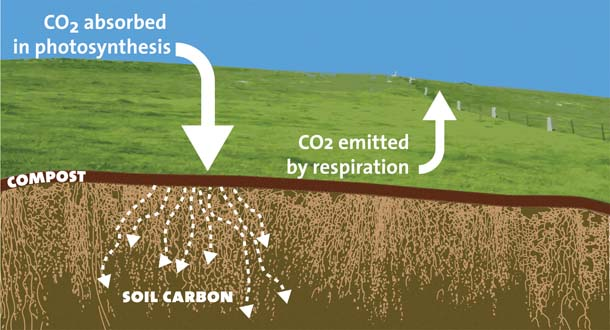 CO2 absorbed
in photosynthesis
CO2 emitted
by respiration
COMPOST
SOIL CARBON